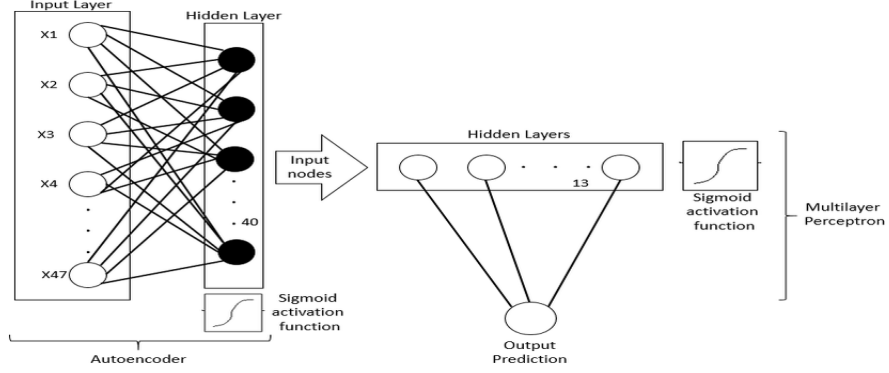 Input Layer
Hidden Layer
X1
X2
X3
X4
X47
40
Sigmoid
activation
function
Autoencoder
Input
nodes
Hidden Layers
13
Sigmoid
activation
function
Multilayer
Perceptron
Output
Prediction